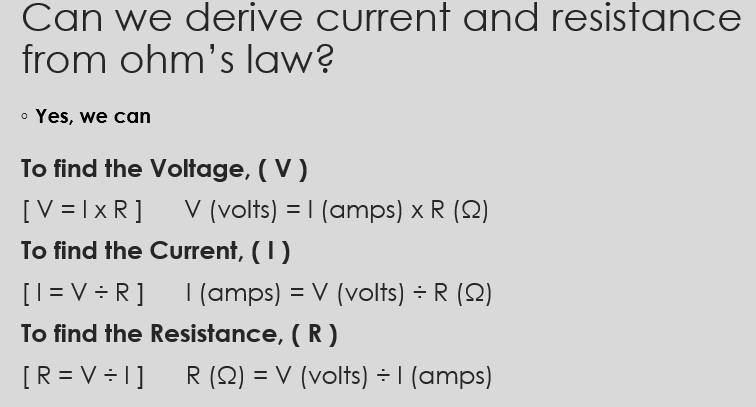 Can we derive current and resistance
from ohm's law?
◦ Yes, we can
To find the Voltage, ( V )
[ V = I x R ] V (volts) = I (amps) x R (Ω)
To find the Current, ( I )
[ I = V ÷ R ] I (amps) = V (volts) ÷ R (Ω)
To find the Resistance, ( R )
[ R = V ÷ I ] R (Ω) = V (volts) ÷ I (amps)